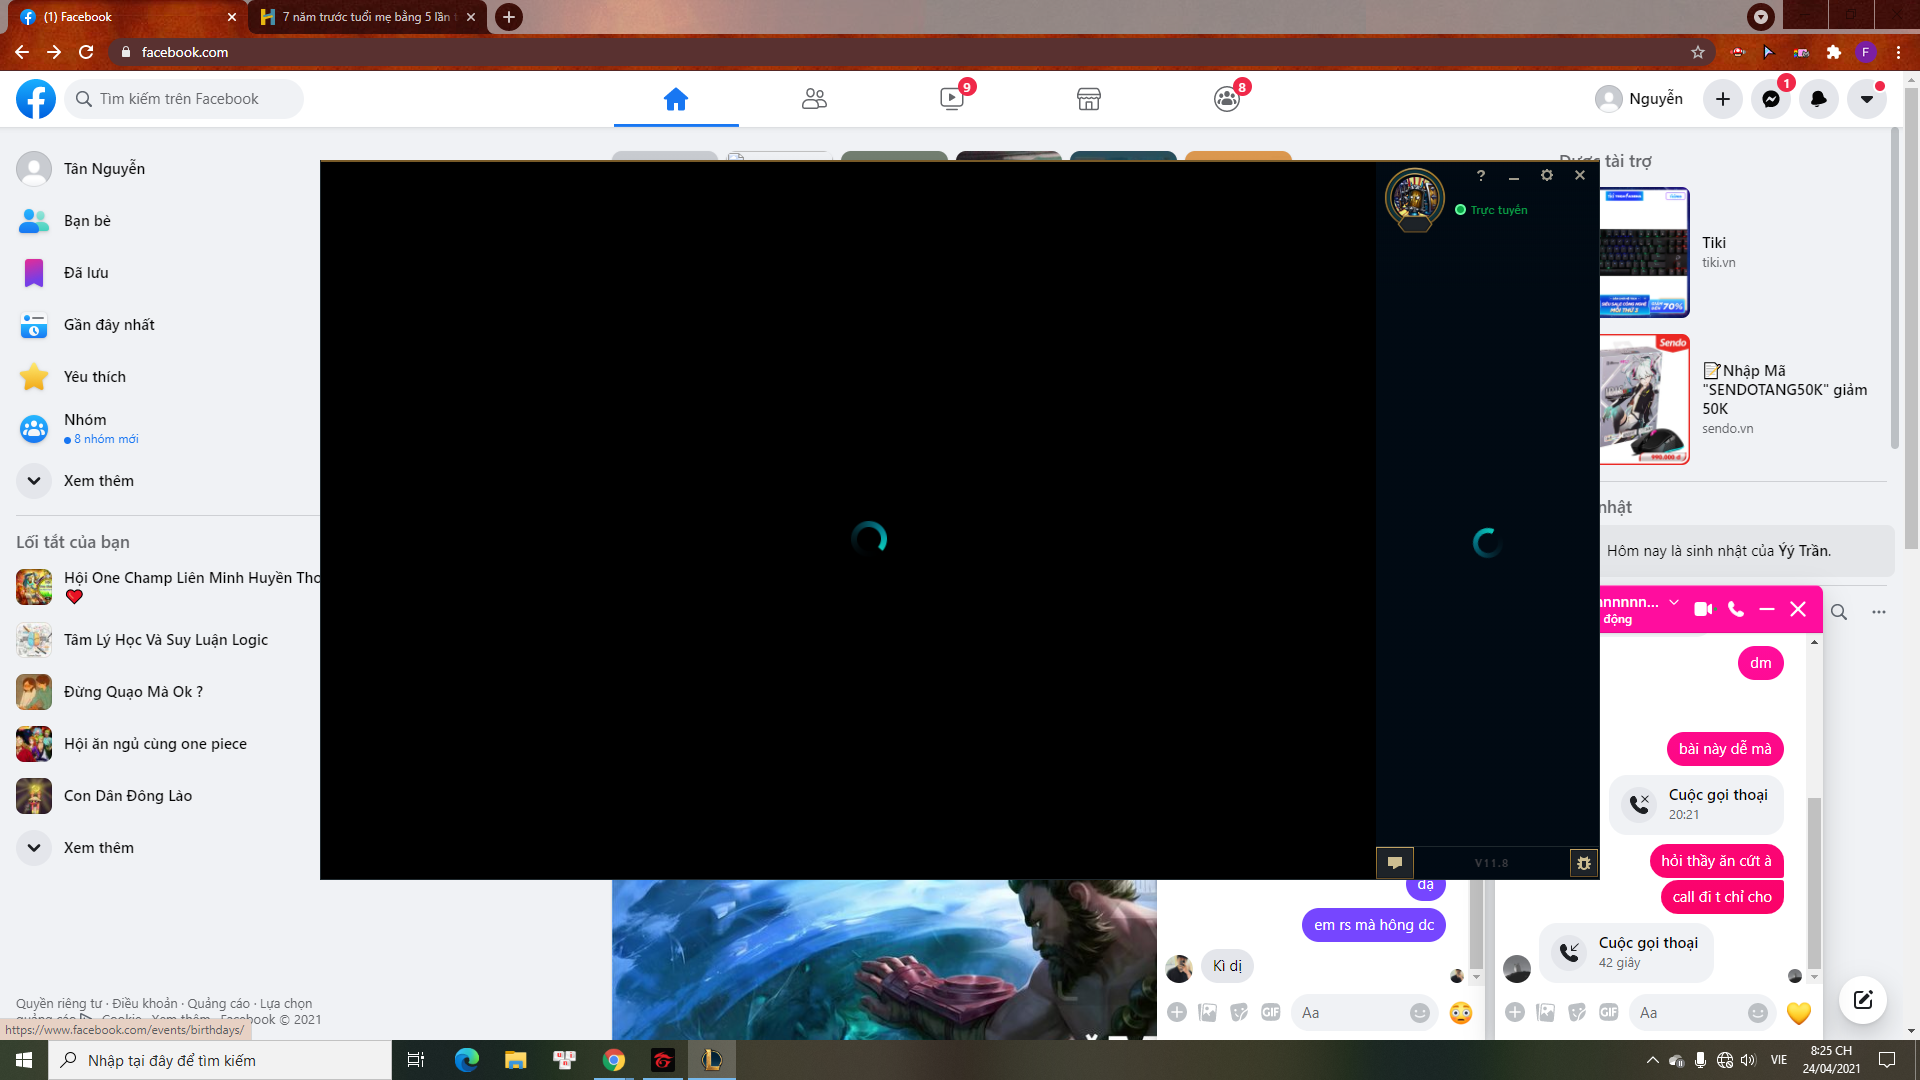 (1) Facebook
7 năm trước tuổi mẹ bằng 5 lần
facebook.com
Tìm kiếm trên Facebook
9
8
Nguyễn
1
Tân Nguyễn
Bạn bè
Đã lưu
Gần đây nhất
Yêu thích
Nhóm
8 nhóm mới
Xem thêm
Lối tắt của bạn
Hội One Champ Liên Minh Huyền Tho
Tâm Lý Học Và Suy Luận Logic
Đừng Quạo Mà Ok ?
Hội ăn ngủ cùng one piece
Con Dân Đông Lào
Xem thêm
Quyền riêng tư · Điều khoản · Quảng cáo · Lựa chọn
quảng cáo · Cookie · Xem thêm · Facebook © 2021
https://www.facebook.com/events/birthdays/
?
Trực tuyến
V11.8
Được tài trợ
70%
Tiki
tiki.vn
Sendo
990.000 đ
Nhập Mã
"SENDOTANG50K" giảm
50K
sendo.vn
nhật
Hôm nay là sinh nhật của Ýý Trần.
nnnnnn...
động
dm
bài này dễ mà
Cuộc gọi thoại
20:21
hỏi thầy ăn cứt à
call đi t chỉ cho
Cuộc gọi thoại
42 giây
GIF
Aa
dạ
em rs mà hông dc
Kì dị
GIF
Aa
Nhập tại đây để tìm kiếm
VIE
8:25 CH
24/04/2021